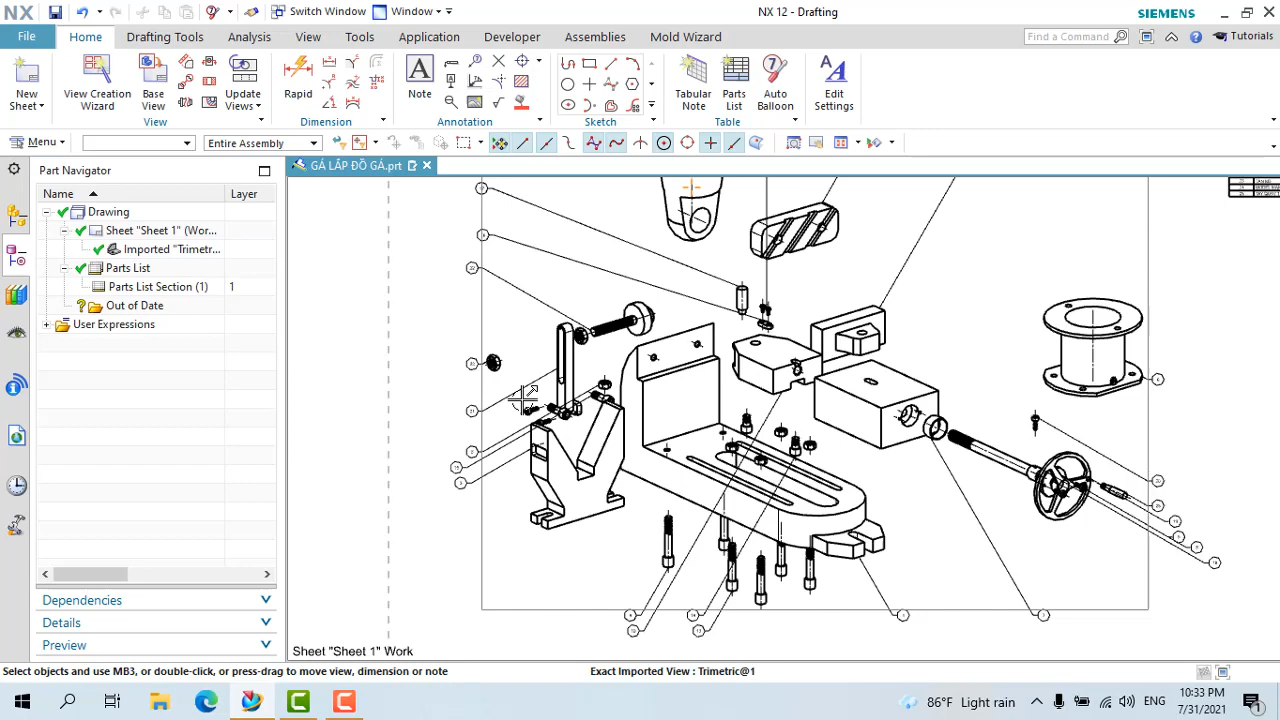 NX
Switch Window
Window
NX 12 - Drafting
SIEMENS
File
Home
Drafting Tools
Analysis
View
Tools
Application
Developer
Assemblies
Mold Wizard
Find a Command
Tutorials
New
Sheet
View Creation
Wizard
Base
View
Update
Views
Rapid
Note
Tabular
Note
Parts
List
Auto
Balloon
Edit
Settings
View
Dimension
Annotation
Sketch
Table
Menu
Entire Assembly
Part Navigator
GÁ LẮP ĐỒ GÁ.prt
Name
Layer
Drawing
Sheet "Sheet 1" (Wor...
Imported "Trimetr...
Parts List
Parts List Section (1)
1
Out of Date
User Expressions
Dependencies
Details
Preview
Sheet "Sheet 1" Work
Select objects and use MB3, or double-click, or press-drag to move view, dimension or note
Exact Imported View : Trimetric@1
86°F Light rain
ENG
10:33 PM
7/31/2021